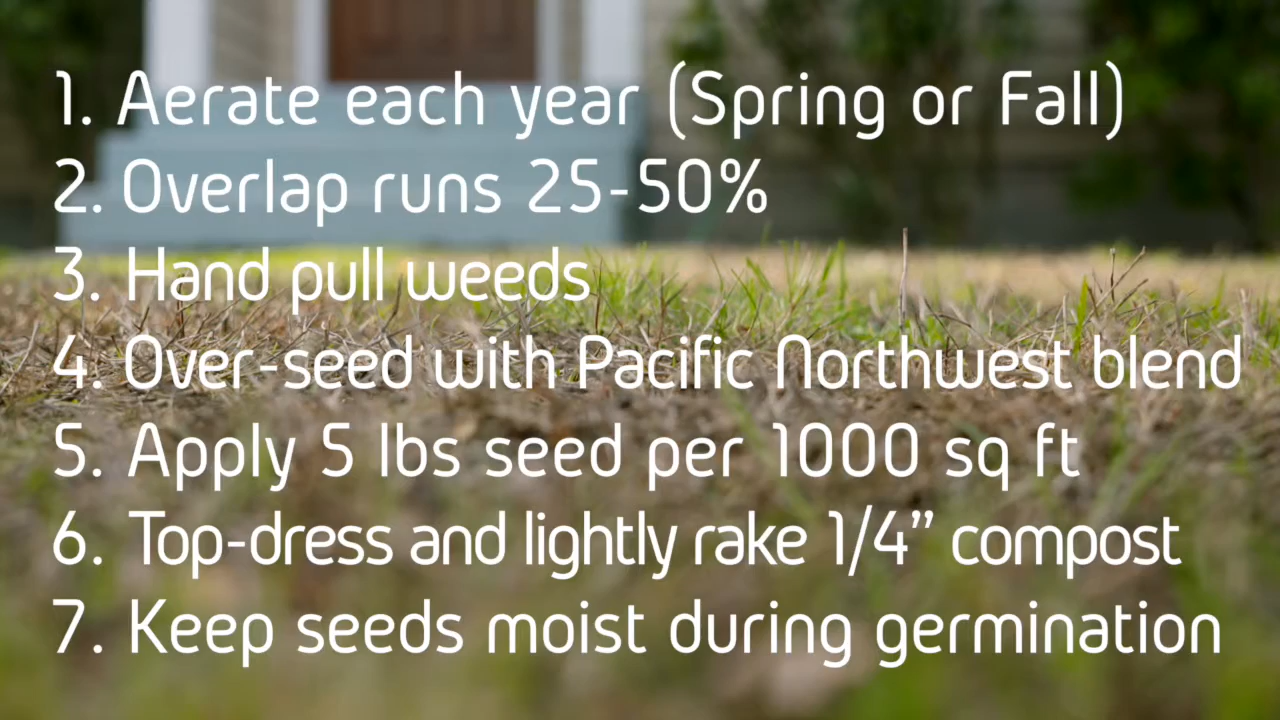 1. Aerate each year (Spring or Fall)
2. Overlap runs 25-50%
3. Hand pull weeds
4. Over-seed with Pacific Northwest blend
5. Apply 5 lbs seed per 1000 sq ft
6. Top-dress and lightly rake 1/4” compost
7. Keep seeds moist during germination